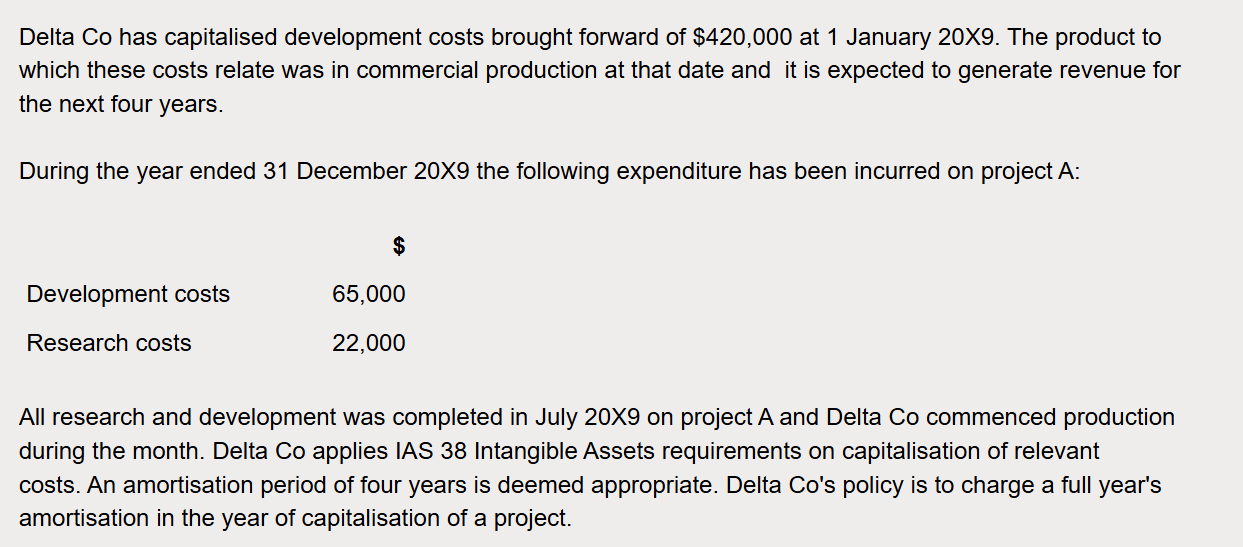 Delta Co has capitalised development costs brought forward of $420,000 at 1 January 20X9. The product to
which these costs relate was in commercial production at that date and  it is expected to generate revenue for
the next four years.
During the year ended 31 December 20X9 the following expenditure has been incurred on project A:
$
Development costs 65,000
Research costs 22,000
All research and development was completed in July 20X9 on project A and Delta Co commenced production
during the month. Delta Co applies IAS 38 Intangible Assets requirements on capitalisation of relevant
costs. An amortisation period of four years is deemed appropriate. Delta Co's policy is to charge a full year's
amortisation in the year of capitalisation of a project.